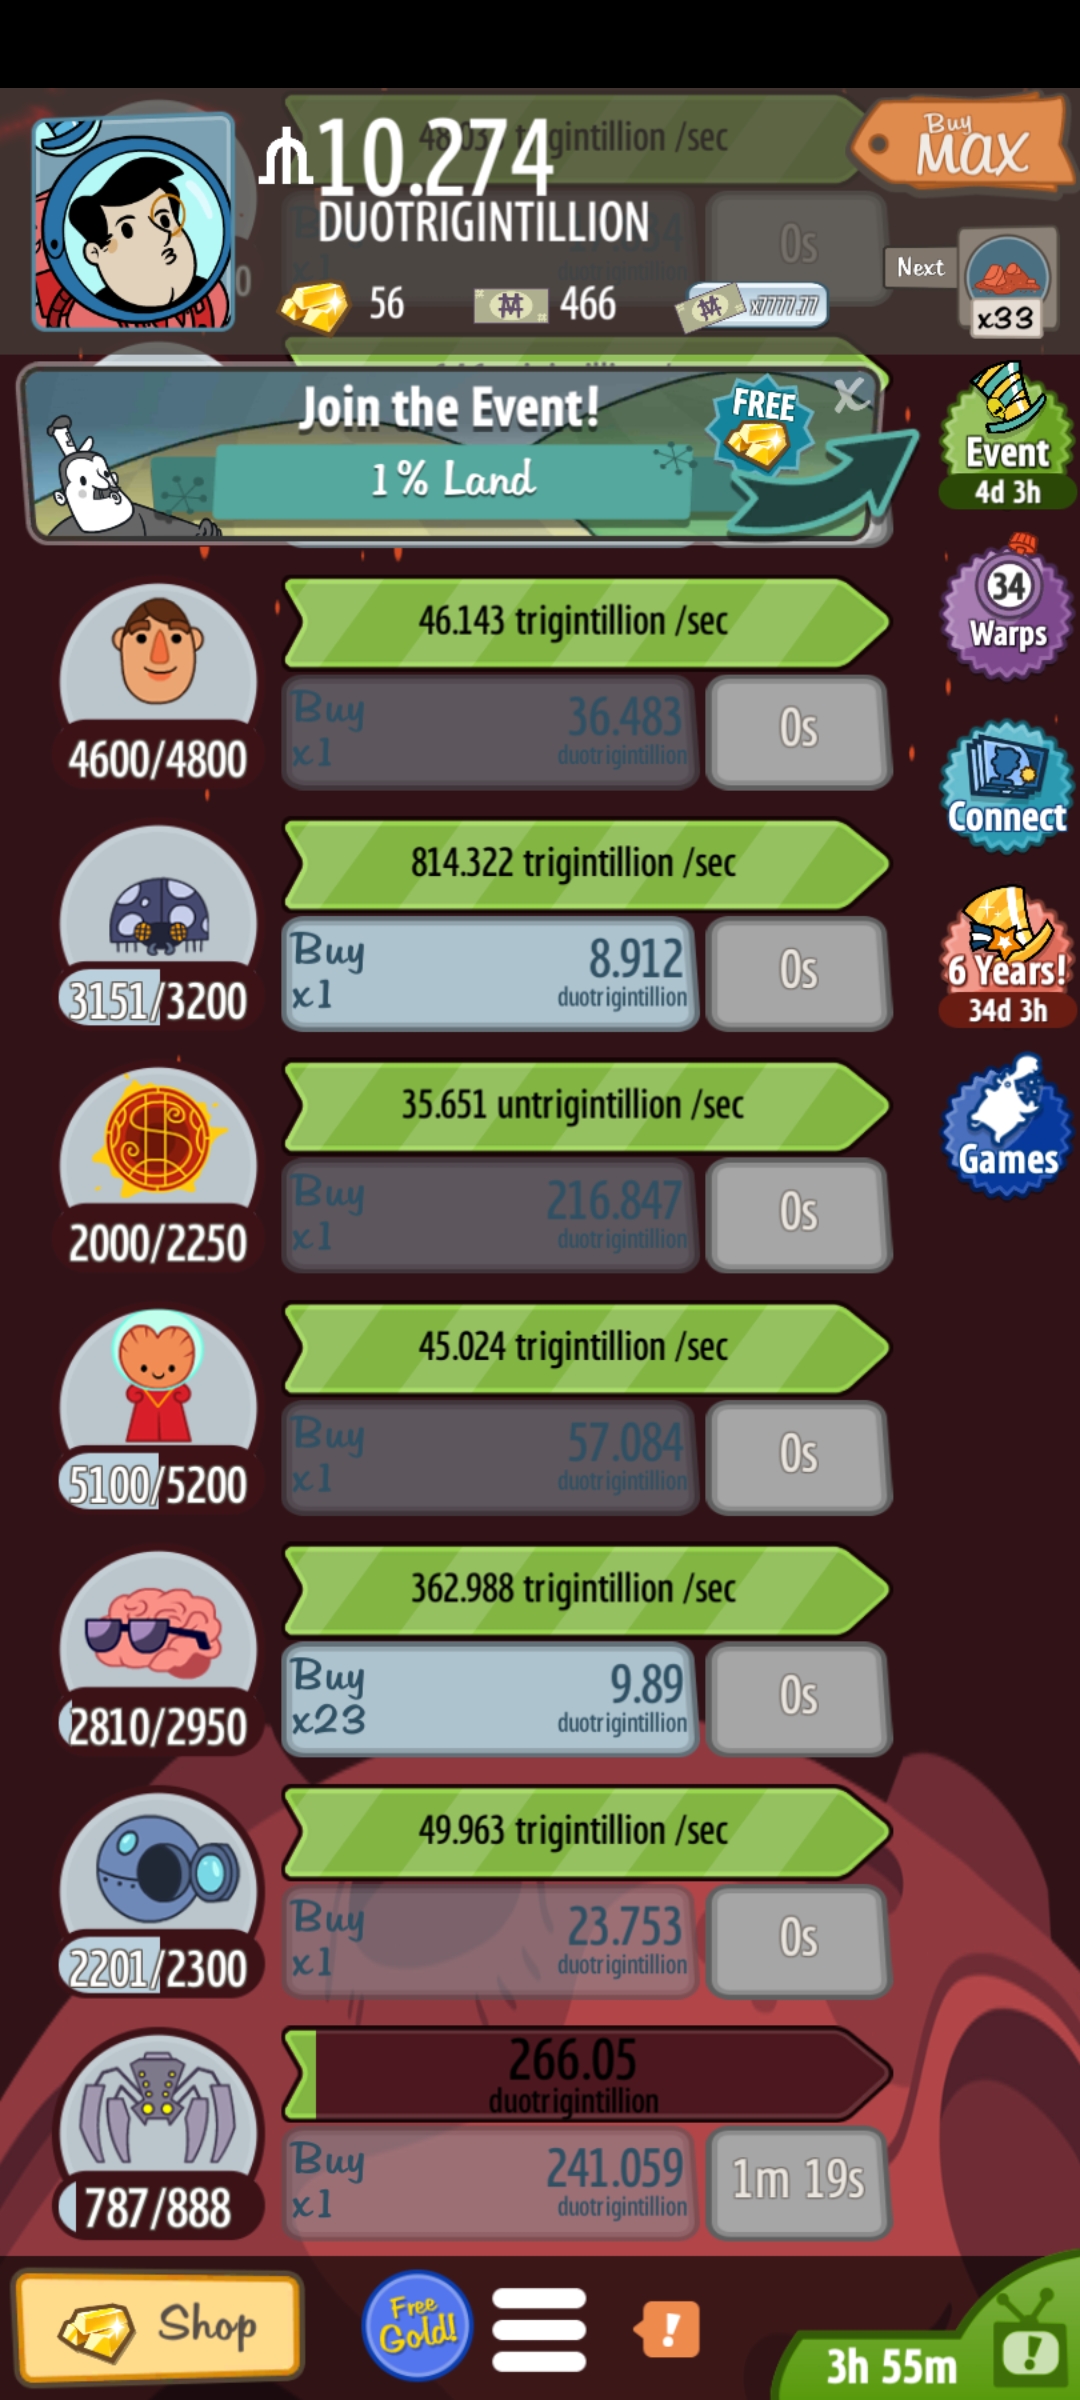 10.274
DUOTRIGINTILLION
Buy
MAX
56
466
x7777.77
0s
Next
x33
Join the Event!
1% Land
FREE
X
Event
4d 3h
34
Warps
Connect
6 Years!
34d 3h
Games
46.143 trigintillion /sec
4600/4800
Buy
x1
36.483
duotrigintillion
0s
814.322 trigintillion /sec
3151/3200
Buy
x1
8.912
duotrigintillion
0s
35.651 untrigintillion /sec
2000/2250
Buy
x1
216.847
duotrigintillion
0s
45.024 trigintillion /sec
5100/5200
Buy
x1
57.084
duotrigintillion
0s
362.988 trigintillion /sec
2810/2950
Buy
x23
9.89
duotrigintillion
0s
49.963 trigintillion /sec
2201/2300
Buy
x1
23.753
duotrigintillion
0s
266.05
duotrigintillion
787/888
Buy
x1
241.059
duotrigintillion
1m 19s
Shop
Free
Gold!
!
3h 55m
!